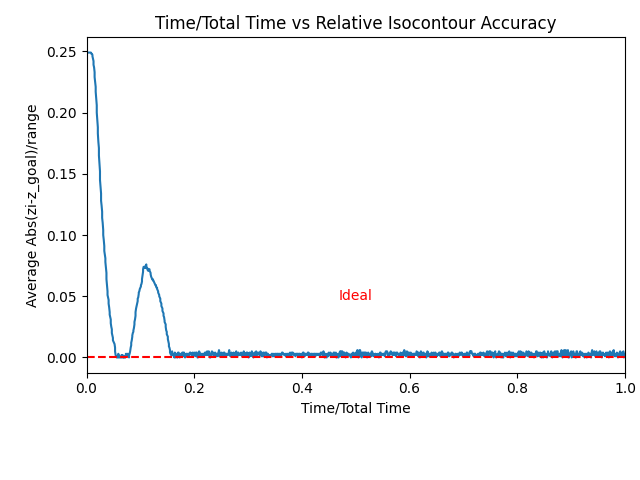 Time/Total Time vs Relative Isocontour Accuracy
Average Abs(zi-z_goal)/range
0.25
0.20
0.15
0.10
0.05
0.00
Ideal
0.0 0.2 0.4 0.6 0.8 1.0
Time/Total Time